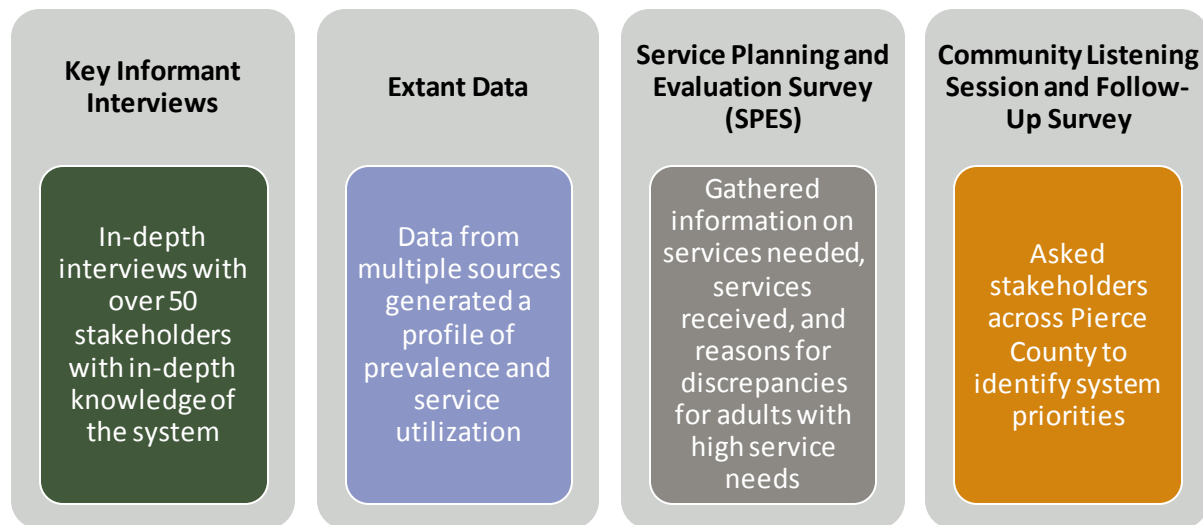 Key Informant
Interviews
In-depth
interviews with
over 50
stakeholders
with in-depth
knowledge of
the system
Extant Data
Data from
multiple sources
generated a
profile of
prevalence and
service
utilization
Service Planning and
Evaluation Survey
(SPES)
Gathered
information on
services needed,
services
received, and
reasons for
discrepancies
for adults with
high service
needs
Community Listening
Session and Follow-
Up Survey
Asked
stakeholders
across Pierce
County to
identify system
priorities